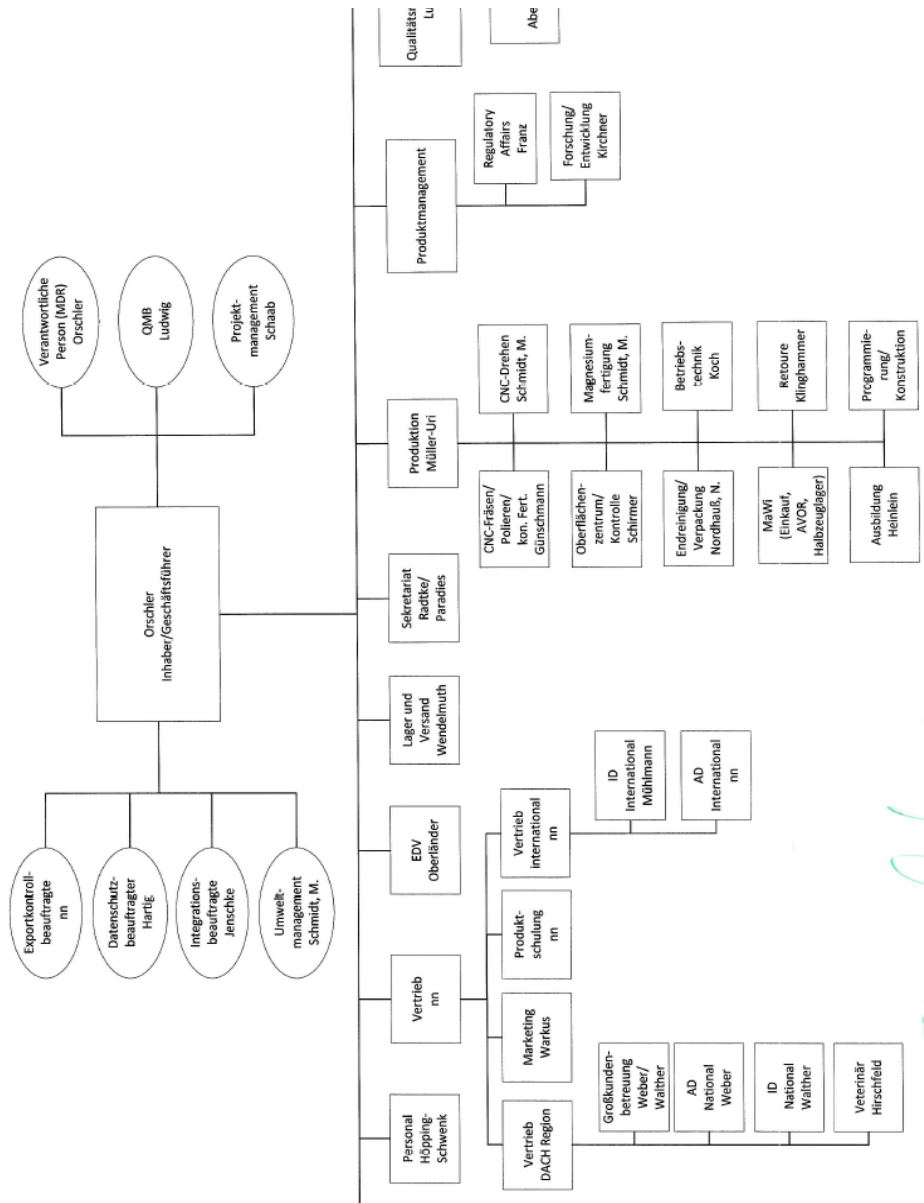 Exportkontroll-
beauftragte
nn
Datenschutz-
beauftragter
Hartig
Integrations-
beauftragte
Jenschke
Umwelt-
management
Schmidt, M.
Orschler
Inhaber/Geschäftsführer
Verantwortliche
Person (MDR)
Orschler
QMB
Ludwig
Projekt-
management
Schaab
Personal
Höpping-
Schwenk
Vertrieb
nn
EDV
Oberländer
Lager und
Versand
Wendelmuth
Sekretariat
Radtke/
Paradies
Produktion
Müller-Uri
Produktmanagement
Vertrieb
DACH Region
Marketing
Warkus
Produkt-
schulung
nn
Vertrieb
international
nn
Großkunden-
betreuung
Weber/
Walther
AD
National
Weber
ID
National
Walther
Veterinär
Hirschfeld
ID
International
Mühlmann
AD
International
nn
CNC-Fräsen/
Polieren/
kon. Fert.
Günschmann
CNC-Drehen
Schmidt, M.
Oberflächen-
zentrum/
Kontrolle
Schirmer
Magnesium-
fertigung
Schmidt, M.
Endreinigung/
Verpackung
Nordhauß, N.
Betriebs-
technik
Koch
MaWi
(Einkauf,
AVOR,
Halbzeuglager)
Retoure
Klinghammer
Ausbildung
Heinlein
Programmie-
rung/
Konstruktion
Regulatory
Affairs
Franz
Forschung/
Entwicklung
Kirchner